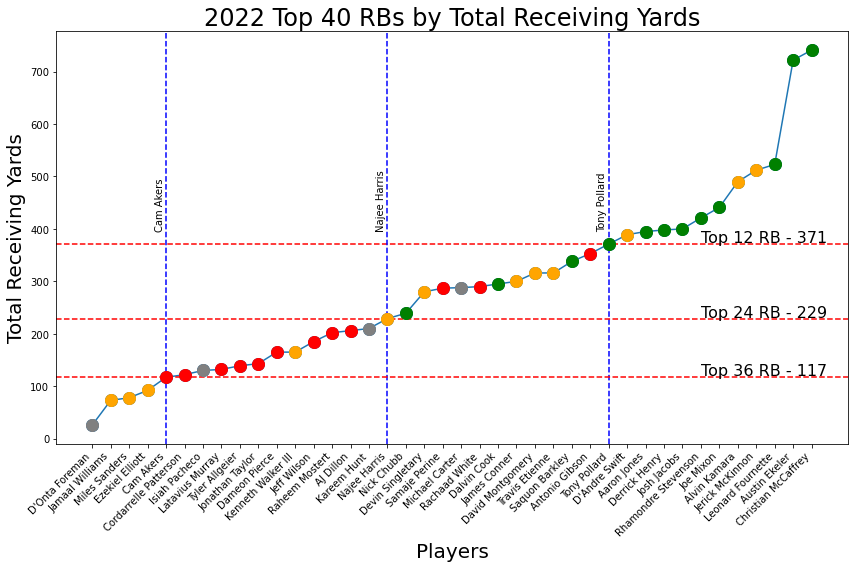 2022 Top 40 RBs by Total Receiving Yards
Total Receiving Yards
700
600
500
400
300
200
100
0
Cam Akers
Najee Harris
Tony Pollard
Top 12 RB - 371
Top 24 RB - 229
Top 36 RB - 117
D'Onta Foreman
Jamaal Williams
Miles Sanders
Ezekiel Elliott
Cam Akers
Cordarrelle Patterson
Isiah Pacheco
Latavius Murray
Tyler Allgeier
Jonathan Taylor
Dameon Pierce
Kenneth Walker III
Jeff Wilson
Raheem Mostert
AJ Dillon
Kareem Hunt
Najee Harris
Nick Chubb
Devin Singletary
Samaje Perine
Michael Carter
Rachaad White
Dalvin Cook
James Conner
David Montgomery
Travis Etienne
Saquon Barkley
Antonio Gibson
Tony Pollard
D'Andre Swift
Aaron Jones
Derrick Henry
Josh Jacobs
Rhamondre Stevenson
Joe Mixon
Alvin Kamara
Jerick McKinnon
Leonard Fournette
Austin Ekeler
Christian McCaffrey
Players